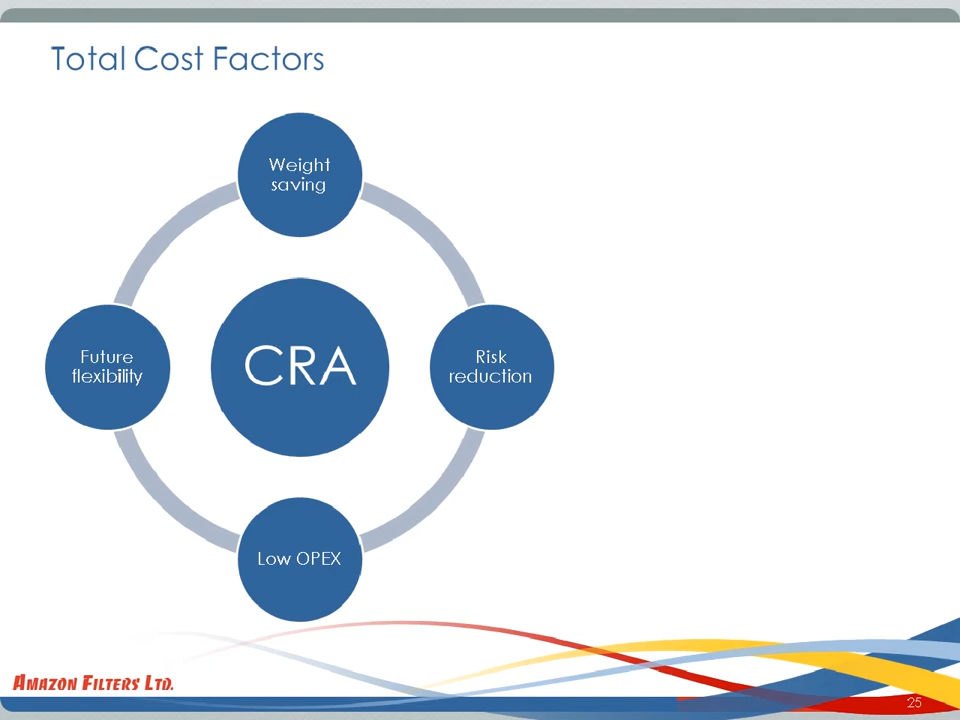 Total Cost Factors
Weight
saving
Future
flexibility
CRA
Risk
reduction
Low OPEX
AMAZON FILTERS LTD.
25